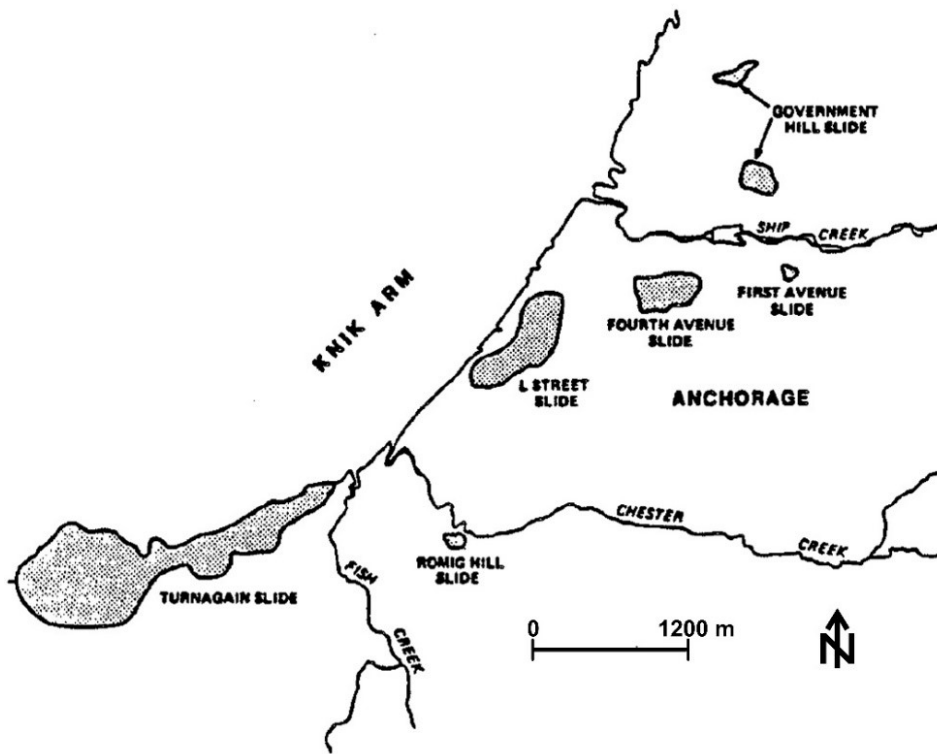 GOVERNMENT
HILL SLIDE
SHIP CREEK
FIRST AVENUE
SLIDE
FOURTH AVENUE
SLIDE
KNIK ARM
L STREET
SLIDE
ANCHORAGE
CHESTER
CREEK
ROMIG HILL
SLIDE
FISH
CREEK
TURNAGAIN SLIDE
0 1200 m
N